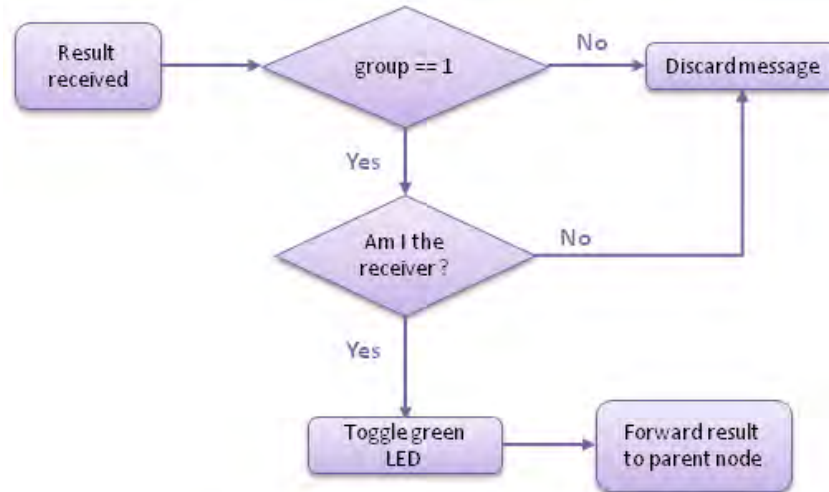 Result
received
group == 1
No
Discard message
Yes
Am I the
receiver?
No
Yes
Toggle green
LED
Forward result
to parent node